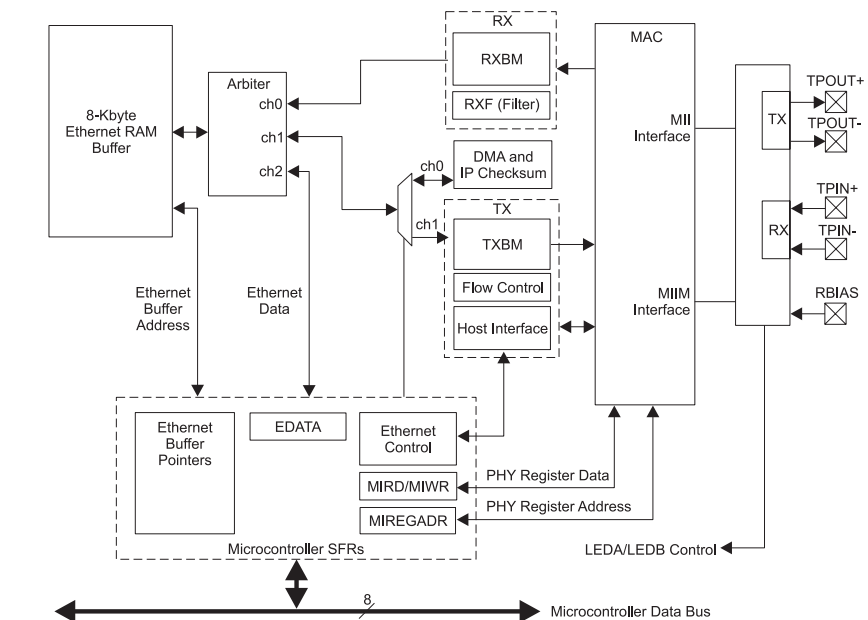 RX
MAC
RXBM
RXF (Filter)
Arbiter
ch0
ch1
ch2
8-Kbyte
Ethernet RAM
Buffer
MII
Interface
TX
TPOUT+
TPOUT-
DMA and
IP Checksum
ch0
ch1
TX
TXBM
Flow Control
Host Interface
RX
TPIN+
TPIN-
MIIM
Interface
RBIAS
Ethernet
Buffer
Address
Ethernet
Data
Ethernet
Buffer
Pointers
EDATA
Ethernet
Control
MIRD/MIWR
MIREGADR
PHY Register Data
PHY Register Address
Microcontroller SFRs
LEDA/LEDB Control
8
Microcontroller Data Bus